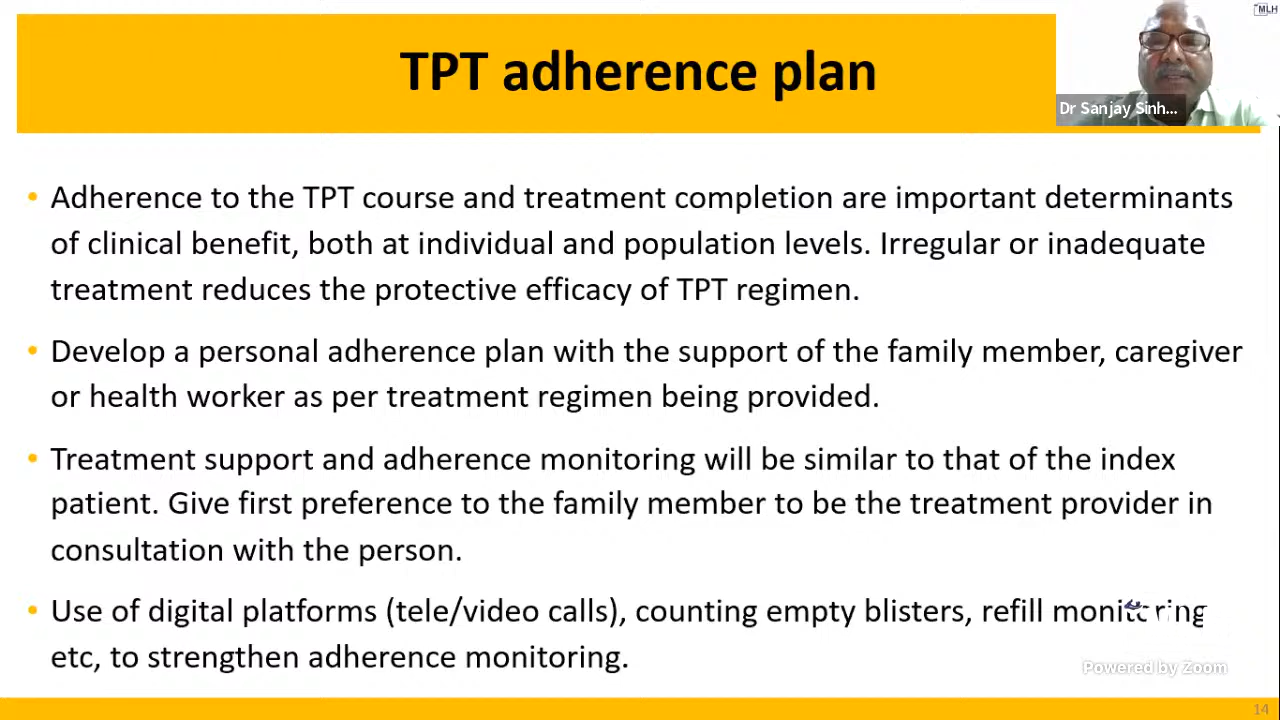 MLH
TPT adherence plan
Dr Sanjay Sinh...
• Adherence to the TPT course and treatment completion are important determinants
of clinical benefit, both at individual and population levels. Irregular or inadequate
treatment reduces the protective efficacy of TPT regimen.
• Develop a personal adherence plan with the support of the family member, caregiver
or health worker as per treatment regimen being provided.
• Treatment support and adherence monitoring will be similar to that of the index
patient. Give first preference to the family member to be the treatment provider in
consultation with the person.
• Use of digital platforms (tele/video calls), counting empty blisters, refill monitoring
etc, to strengthen adherence monitoring.
Powered by Zoom
14